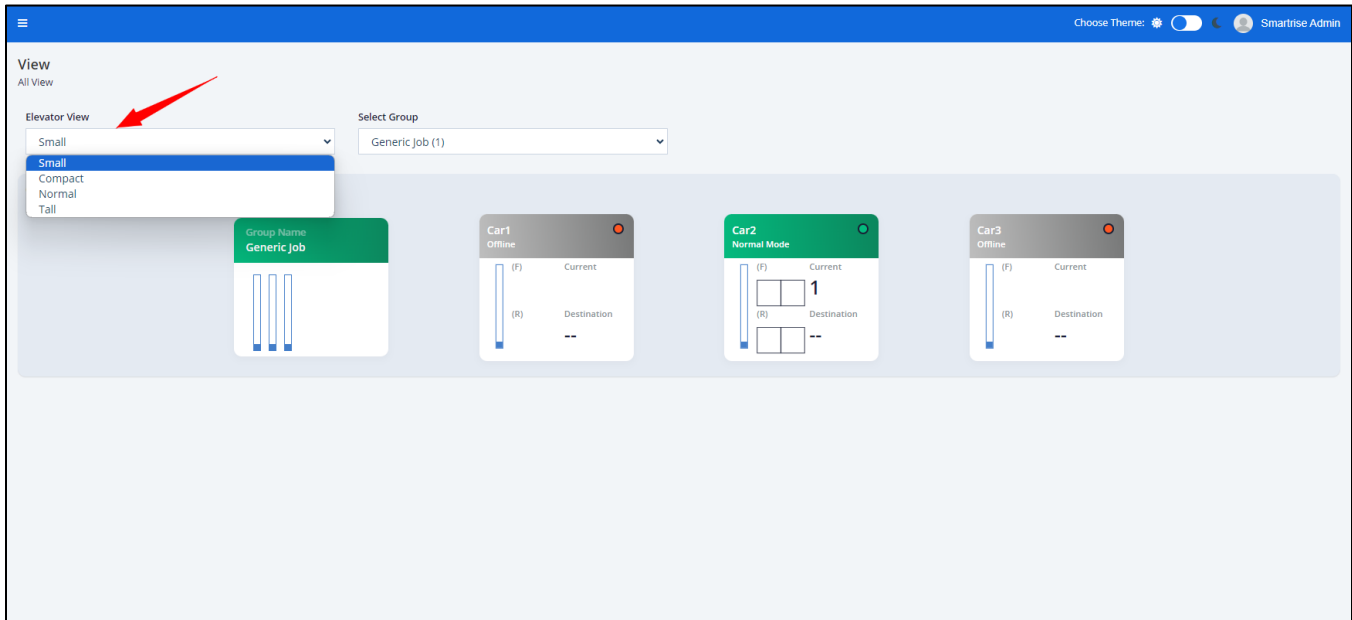 Choose Theme:
Smartrise Admin
View
All View
Elevator View
Select Group
Small
Generic Job (1)
Small
Compact
Normal
Tall
Group Name
Generic Job
Car1
Offline
(F) Current
(R) Destination
--
Car2
Normal Mode
(F) Current
1
(R) Destination
--
Car3
Offline
(F) Current
(R) Destination
--